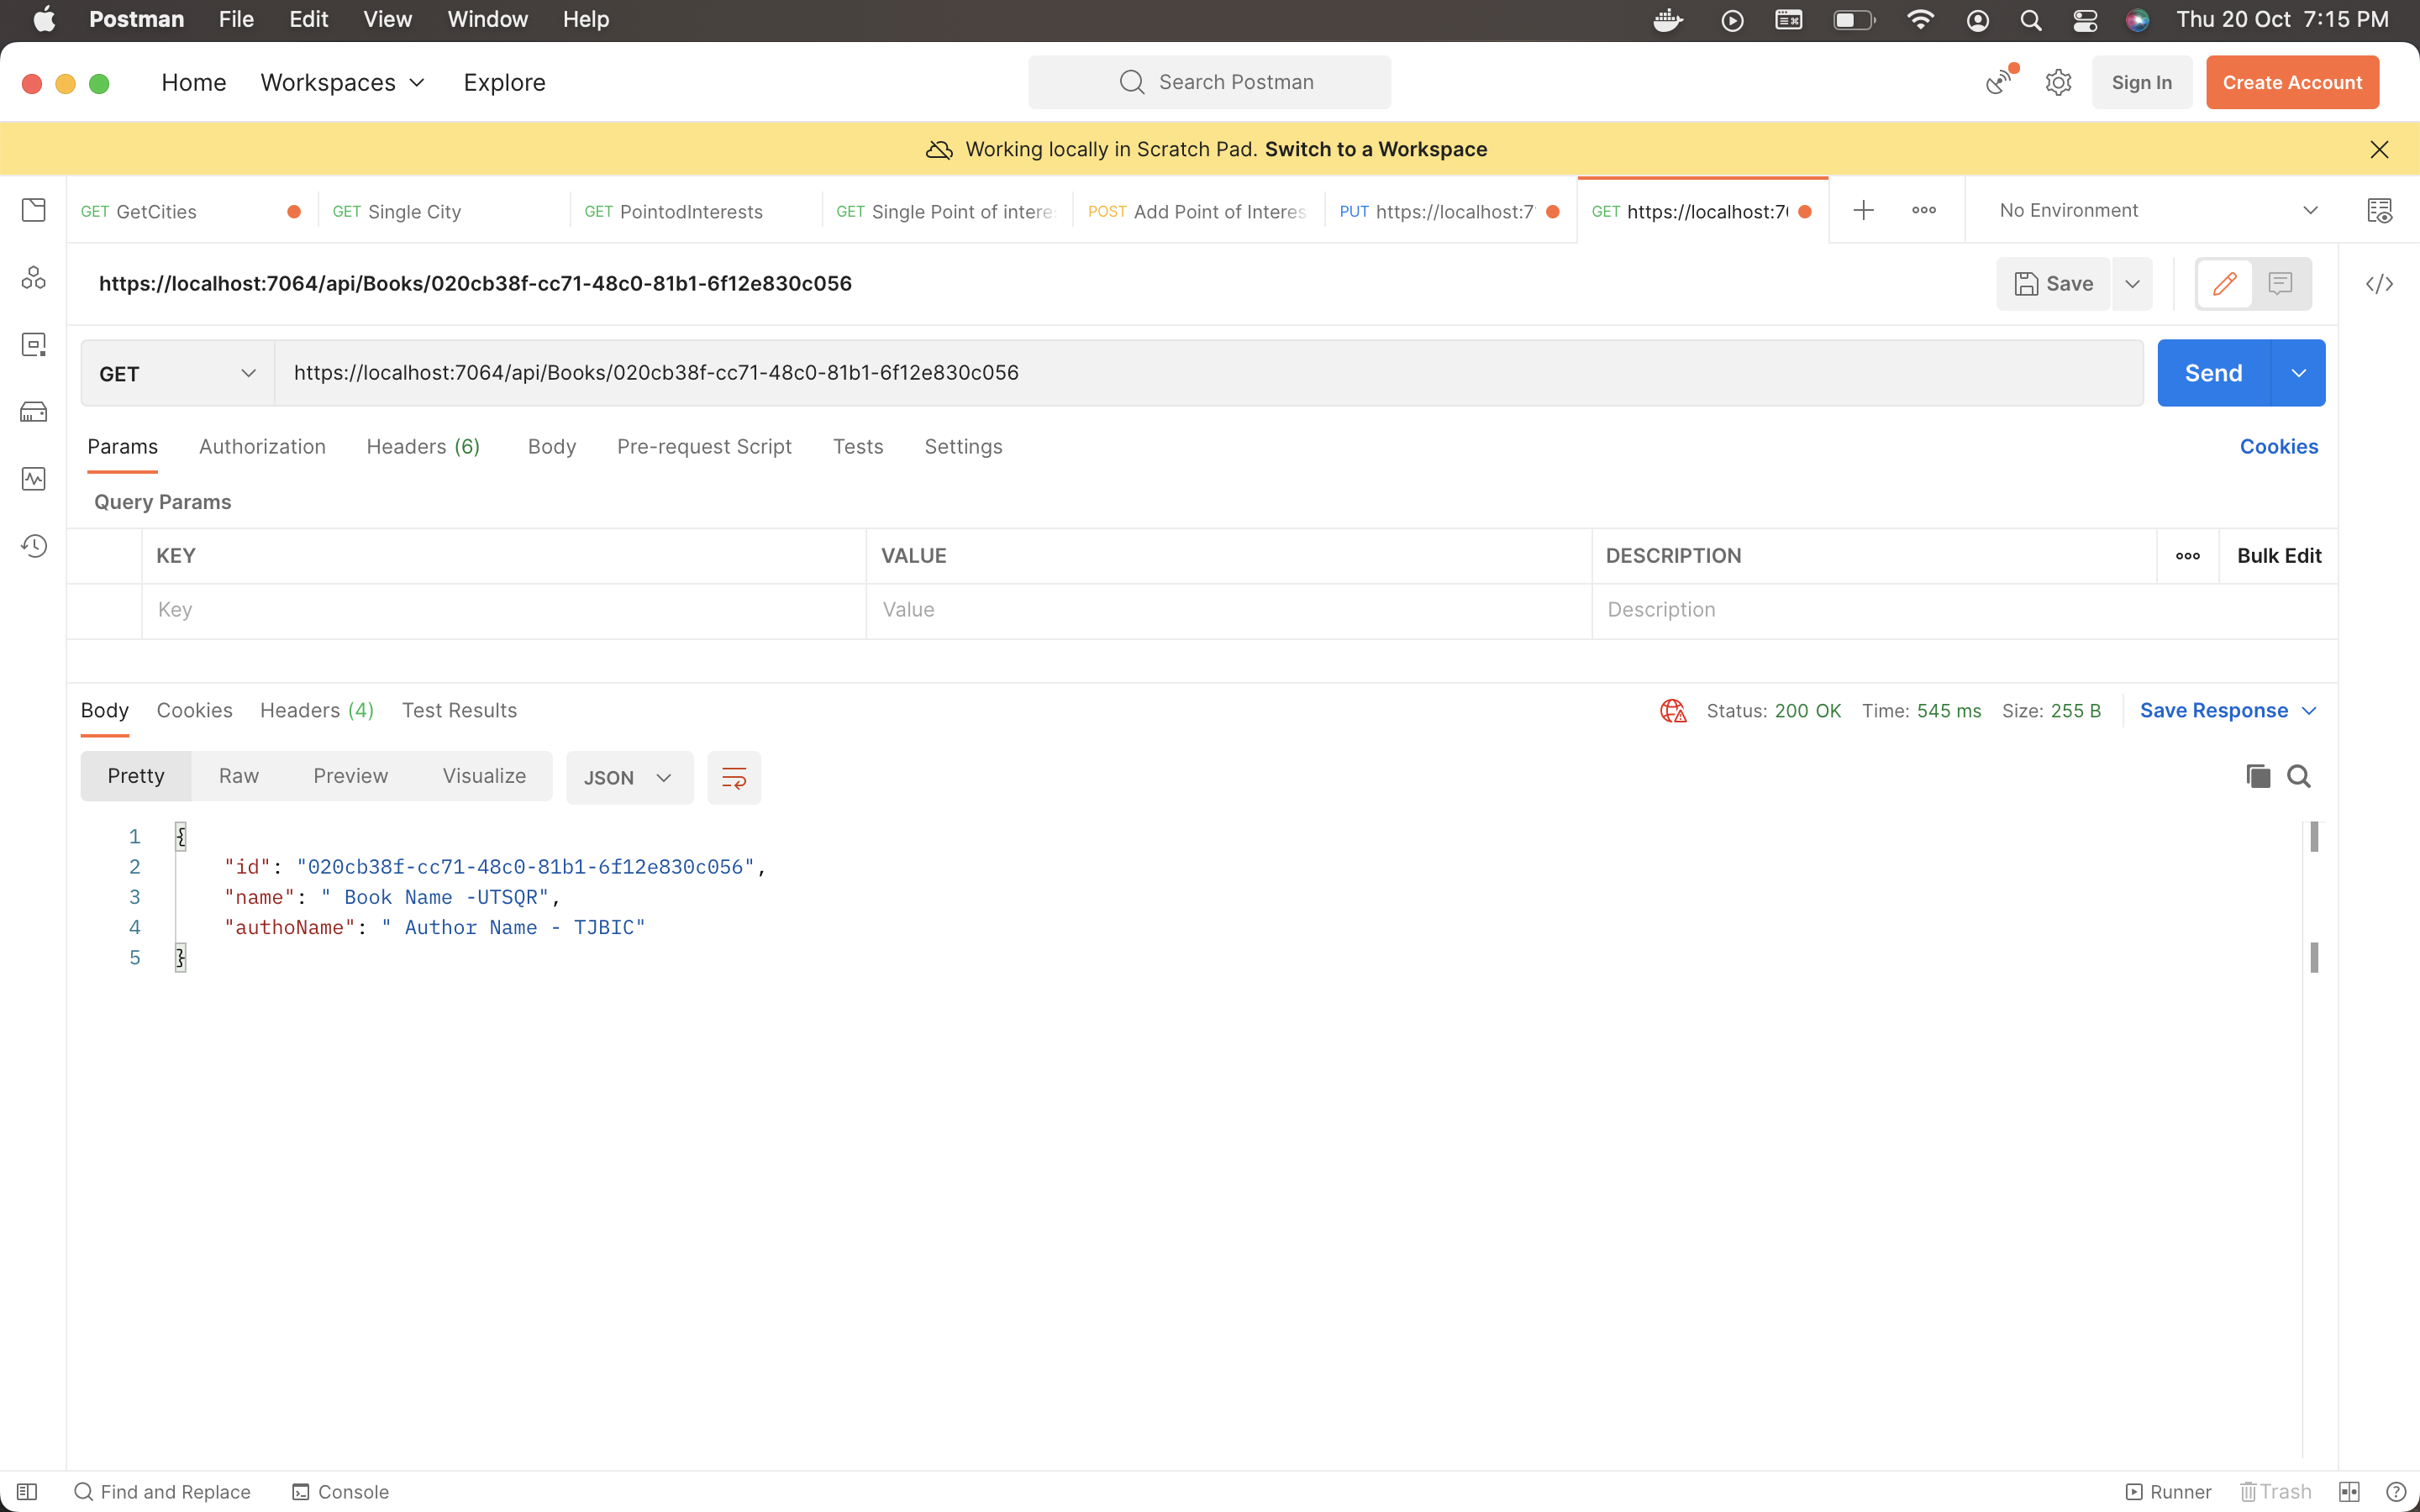 Postman File Edit View Window Help Thu 20 Oct 7:15 PM
Home Workspaces Explore Search Postman Sign In Create Account
Working locally in Scratch Pad. Switch to a Workspace
GET GetCities GET Single City GET PointodInterests GET Single Point of intere POST Add Point of Interes PUT https://localhost:7 GET https://localhost:70 No Environment
https://localhost:7064/api/Books/020cb38f-cc71-48c0-81b1-6f12e830c056 Save
GET https://localhost:7064/api/Books/020cb38f-cc71-48c0-81b1-6f12e830c056 Send
Params Authorization Headers (6) Body Pre-request Script Tests Settings Cookies
Query Params
KEY VALUE DESCRIPTION Bulk Edit
Key Value Description
Body Cookies Headers (4) Test Results Status: 200 OK Time: 545 ms Size: 255 B Save Response
Pretty Raw Preview Visualize JSON
1 {
2 "id": "020cb38f-cc71-48c0-81b1-6f12e830c056",
3 "name": " Book Name -UTSQR",
4 "authoName": " Author Name - TJBIC"
5 }
Find and Replace Console Runner Trash